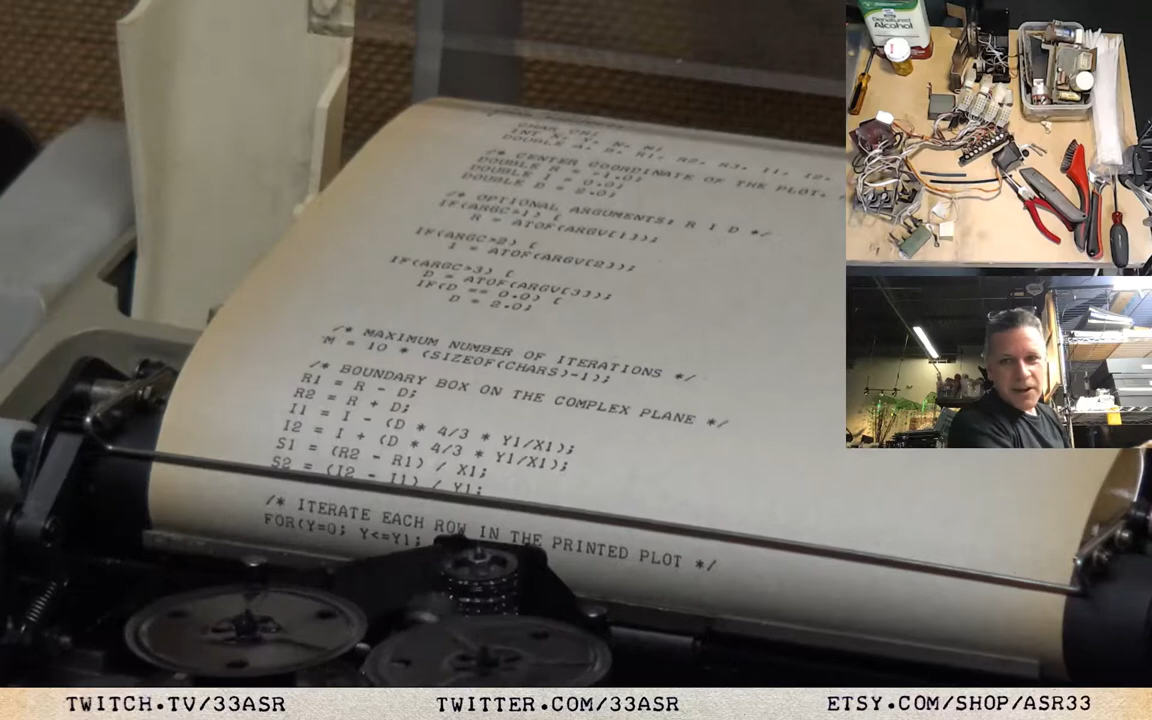 CHAR CH;
INT X, Y, N, M;
DOUBLE A, B, R1, R2, R3, I1, I2,
/* CENTER COORDINATE OF THE PLOT,
DOUBLE R = -1.0;
DOUBLE I = 0.0;
DOUBLE D = 2.0;
/* OPTIONAL ARGUMENTS: R I D */
IF(ARGC>1) {
R = ATOF(ARGV[1]);
IF(ARGC>2) {
I = ATOF(ARGV[2]);
IF(ARGC>3) {
D = ATOF(ARGV[3]);
IF(D == 0.0) {
D = 2.0;
/* MAXIMUM NUMBER OF ITERATIONS */
M = 10 * (SIZEOF(CHARS)-1);
/* BOUNDARY BOX ON THE COMPLEX PLANE */
R1 = R - D;
R2 = R + D;
I1 = I - (D * 4/3 * Y1/X1);
I2 = I + (D * 4/3 * Y1/X1);
S1 = (R2 - R1) / X1;
S2 = (I2 - I1) / Y1;
/* ITERATE EACH ROW IN THE PRINTED PLOT */
FOR(Y=0; Y<=Y1;
Denatured
Alcohol
TWITCH.TV/33ASR
TWITTER.COM/33ASR
ETSY.COM/SHOP/ASR33